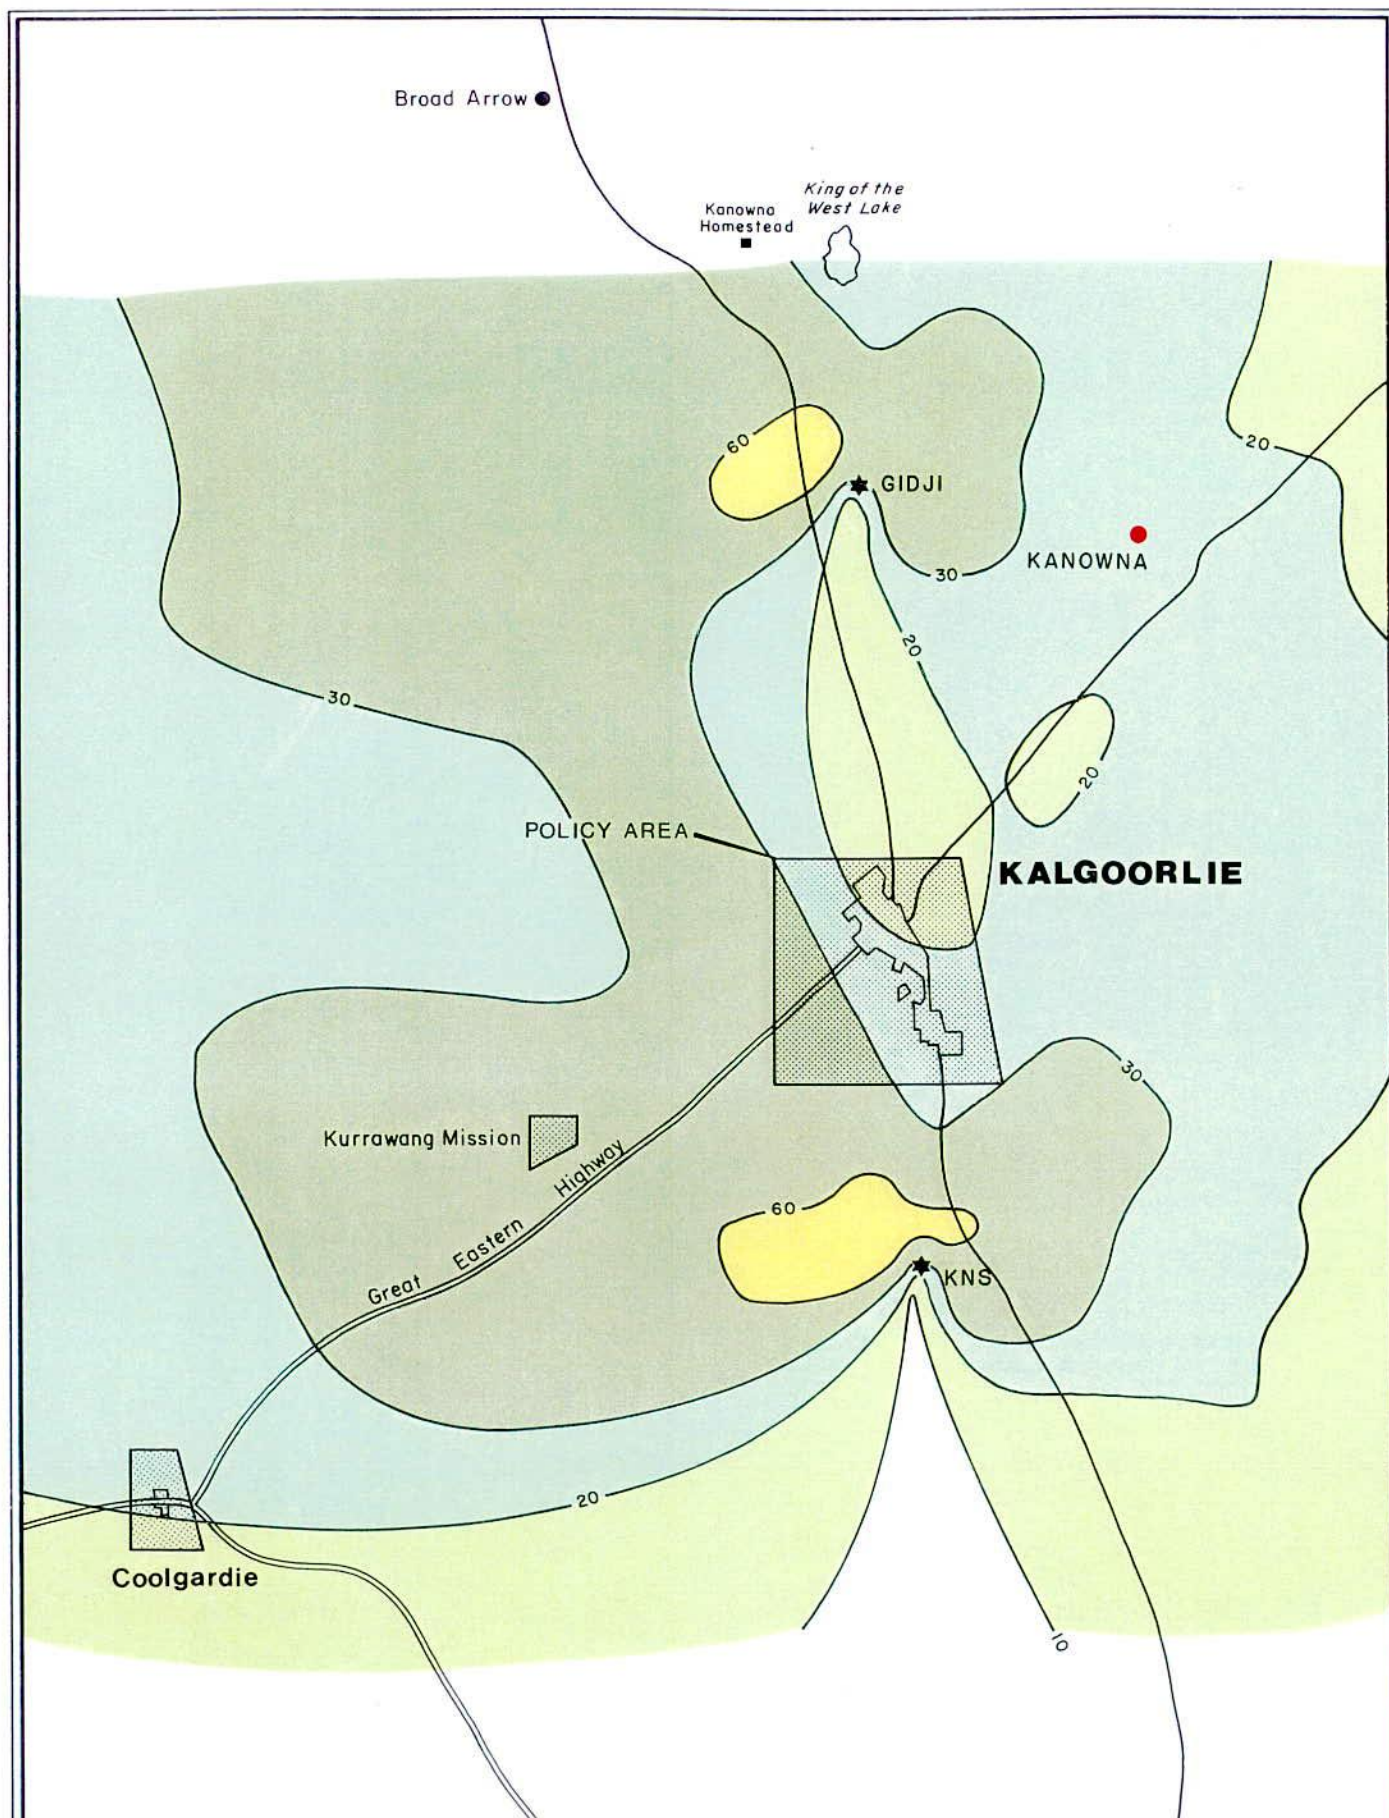 Broad Arrow
King of the
West Lake
Kanowna
Homestead
60
20
GIDJI
KANOWNA
30
20
30
20
POLICY AREA
KALGOORLIE
30
Kurrawang Mission
Great Eastern Highway
60
KNS
20
Coolgardie
10